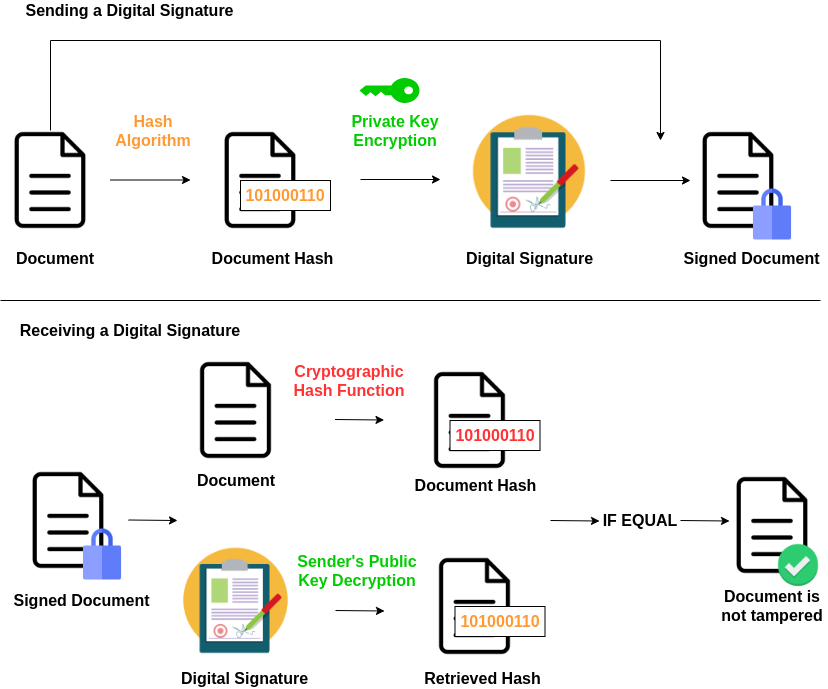 Sending a Digital Signature
Hash
Algorithm
Private Key
Encryption
101000110
Document
Document Hash
Digital Signature
Signed Document
Receiving a Digital Signature
Cryptographic
Hash Function
101000110
Document
Document Hash
IF EQUAL
Signed Document
Sender's Public
Key Decryption
101000110
Document is
not tampered
Digital Signature
Retrieved Hash